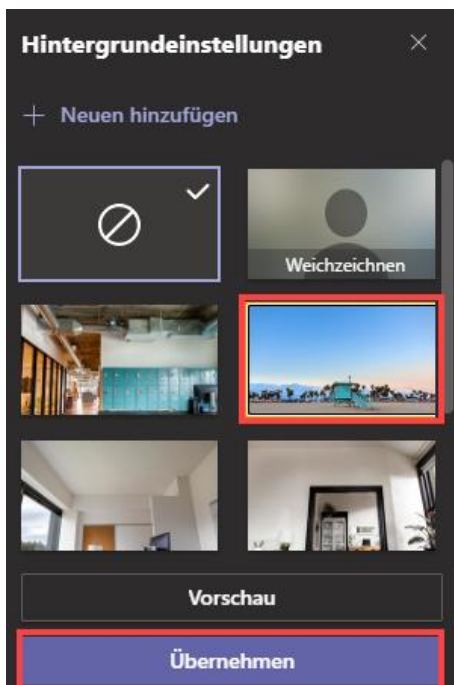 Hintergrundeinstellungen
Neuen hinzufügen
Weichzeichnen
Vorschau
Übernehmen